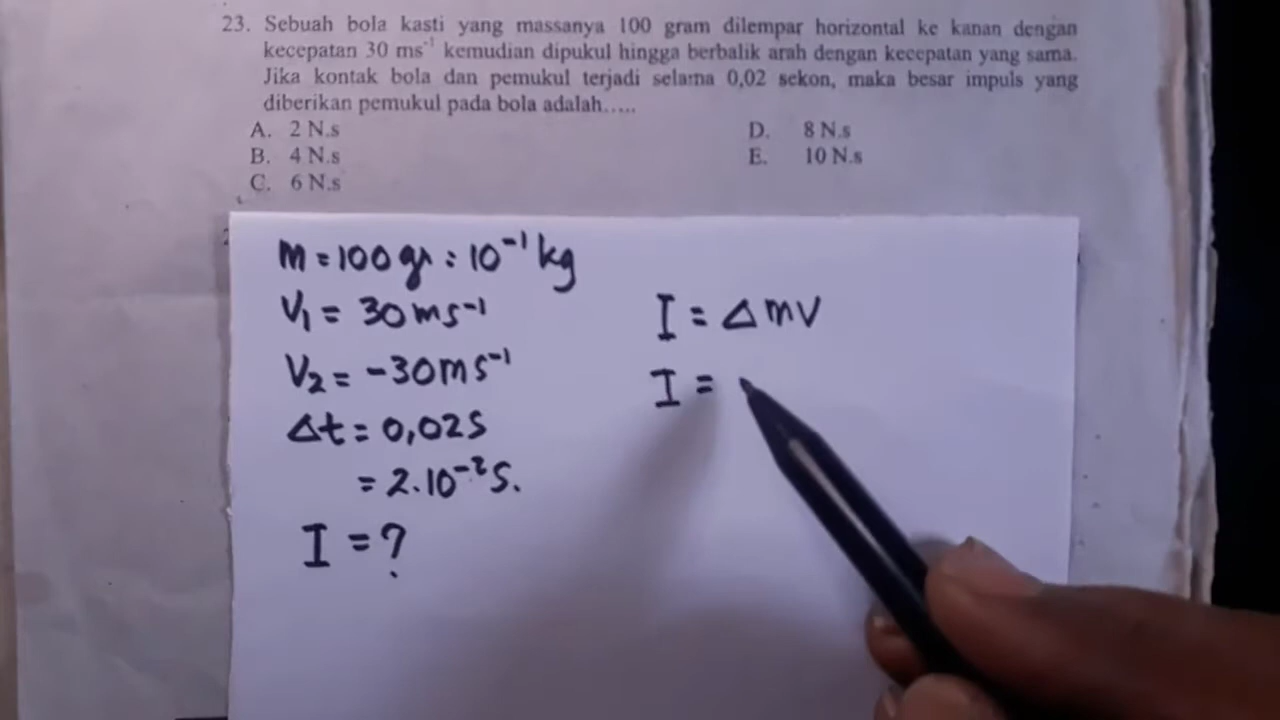 23. Sebuah bola kasti yang massanya 100 gram dilempar horizontal ke kanan dengan
kecepatan 30 ms⁻¹ kemudian dipukul hingga berbalik arah dengan kecepatan yang sama.
Jika kontak bola dan pemukul terjadi selama 0,02 sekon, maka besar impuls yang
diberikan pemukul pada bola adalah.....
A. 2 N.s
B. 4 N.s
C. 6 N.s
D. 8 N.s
E. 10 N.s
m = 100 gr = 10⁻¹ kg
V₁ = 30 ms⁻¹
V₂ = -30 ms⁻¹
Δt = 0,02 s
= 2.10⁻² s.
I = ?
I = Δ mv
I =